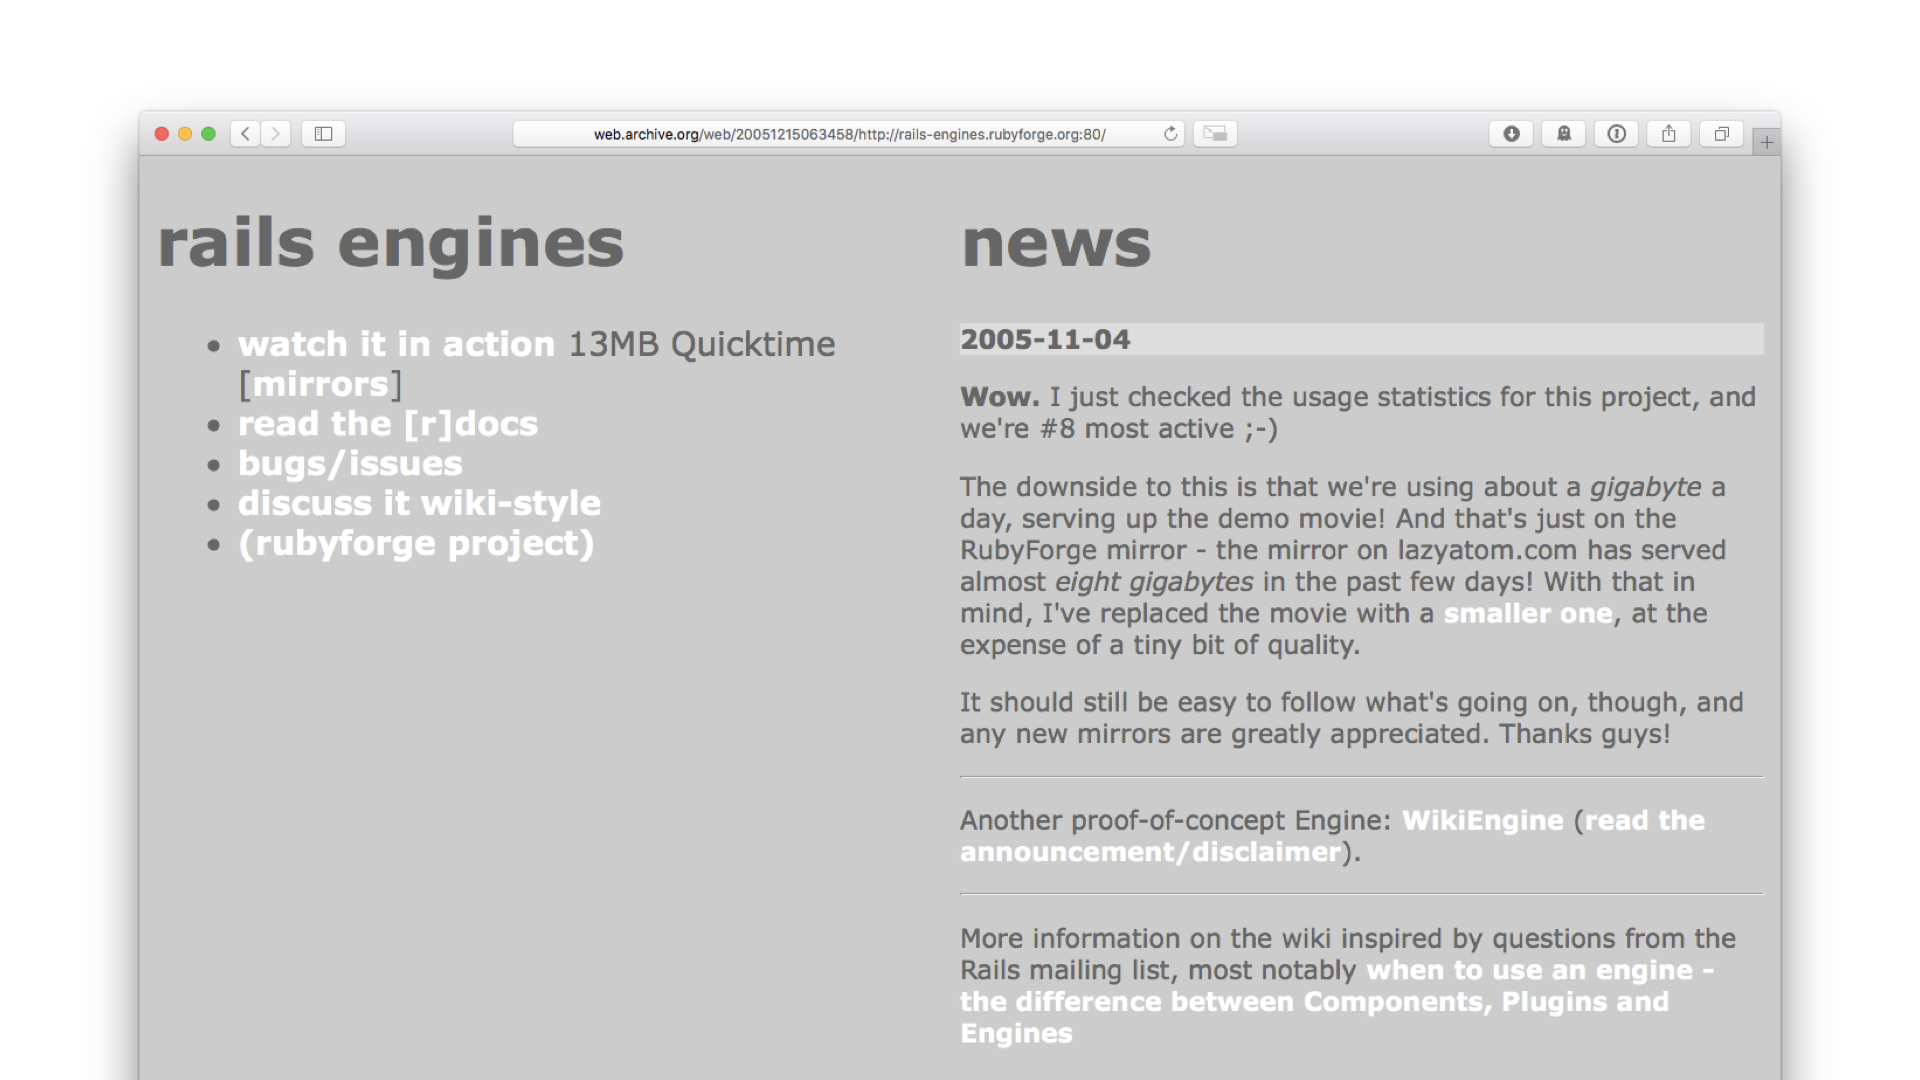 web.archive.org/web/20051215063458/http://rails-engines.rubyforge.org:80/
rails engines
watch it in action 13MB Quicktime
[mirrors]
read the [r]docs
bugs/issues
discuss it wiki-style
(rubyforge project)
news
2005-11-04
Wow. I just checked the usage statistics for this project, and
we're #8 most active ;-)
The downside to this is that we're using about a gigabyte a
day, serving up the demo movie! And that's just on the
RubyForge mirror - the mirror on lazyatom.com has served
almost eight gigabytes in the past few days! With that in
mind, I've replaced the movie with a smaller one, at the
expense of a tiny bit of quality.
It should still be easy to follow what's going on, though, and
any new mirrors are greatly appreciated. Thanks guys!
Another proof-of-concept Engine: WikiEngine (read the
announcement/disclaimer).
More information on the wiki inspired by questions from the
Rails mailing list, most notably when to use an engine -
the difference between Components, Plugins and
Engines